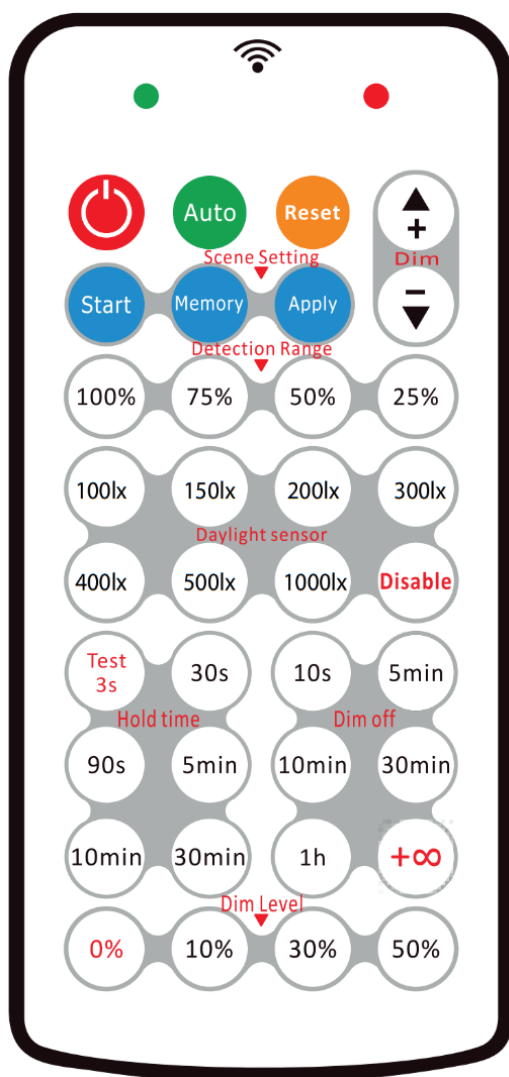 Auto Reset
Scene Setting
+
Dim
Start Memory Apply
−
Detection Range
100% 75% 50% 25%
100lx 150lx 200lx 300lx
Daylight sensor
400lx 500lx 1000lx Disable
Test
3s
30s 10s 5min
Hold time Dim off
90s 5min 10min 30min
10min 30min 1h +∞
Dim Level
0% 10% 30% 50%